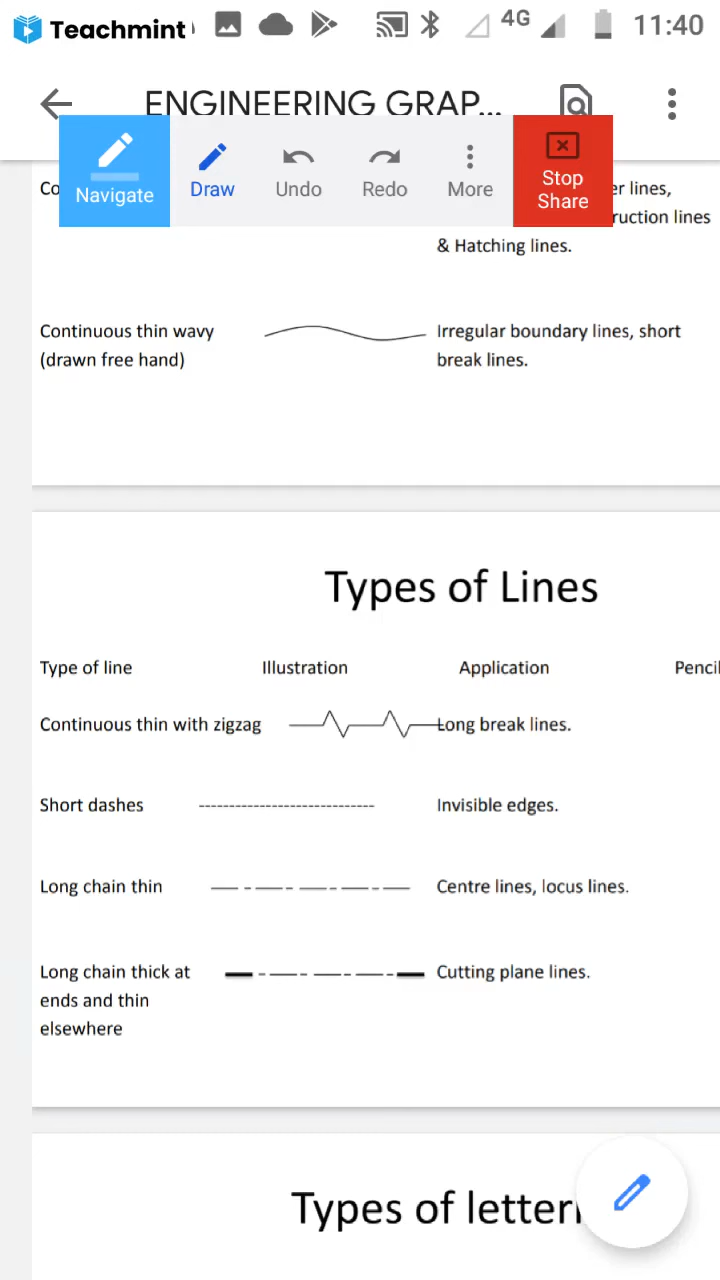 Teachmint
4G
11:40
ENGINEERING GRAP...
Navigate
Draw
Undo
Redo
More
Stop
Share
Co
er lines,
ruction lines
& Hatching lines.
Continuous thin wavy
(drawn free hand)
Irregular boundary lines, short
break lines.
Types of Lines
Type of line Illustration Application Pencil
Continuous thin with zigzag Long break lines.
Short dashes Invisible edges.
Long chain thin Centre lines, locus lines.
Long chain thick at
ends and thin
elsewhere
Cutting plane lines.
Types of letteri